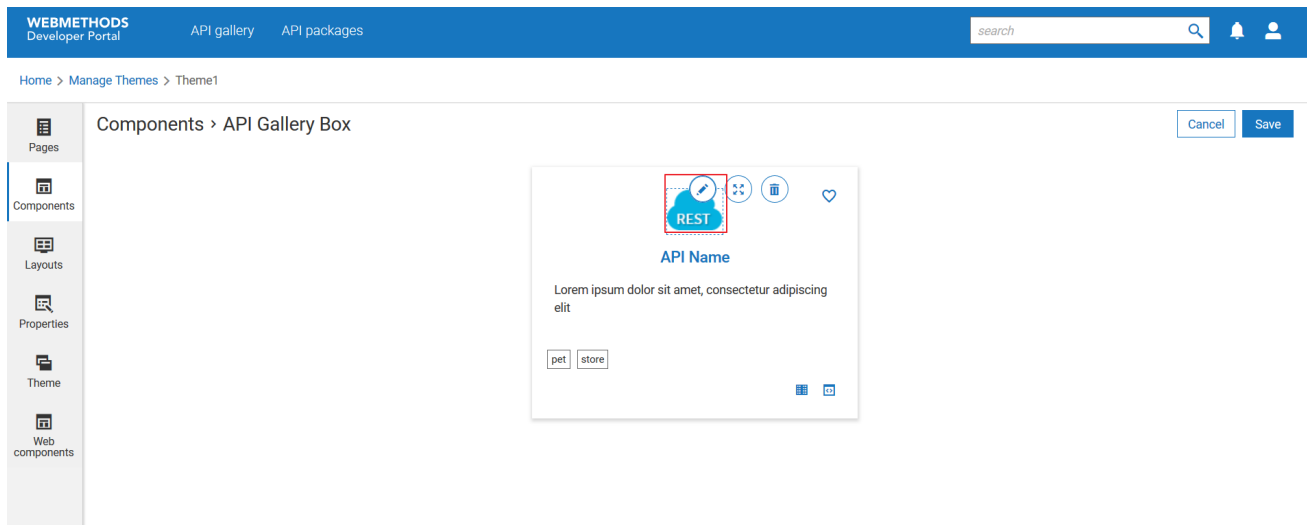 WEBMETHODS
Developer Portal
API gallery API packages
search
Home > Manage Themes > Theme1
Components > API Gallery Box
Cancel Save
Pages
Components
Layouts
Properties
Theme
Web
components
REST
API Name
Lorem ipsum dolor sit amet, consectetur adipiscing
elit
pet store